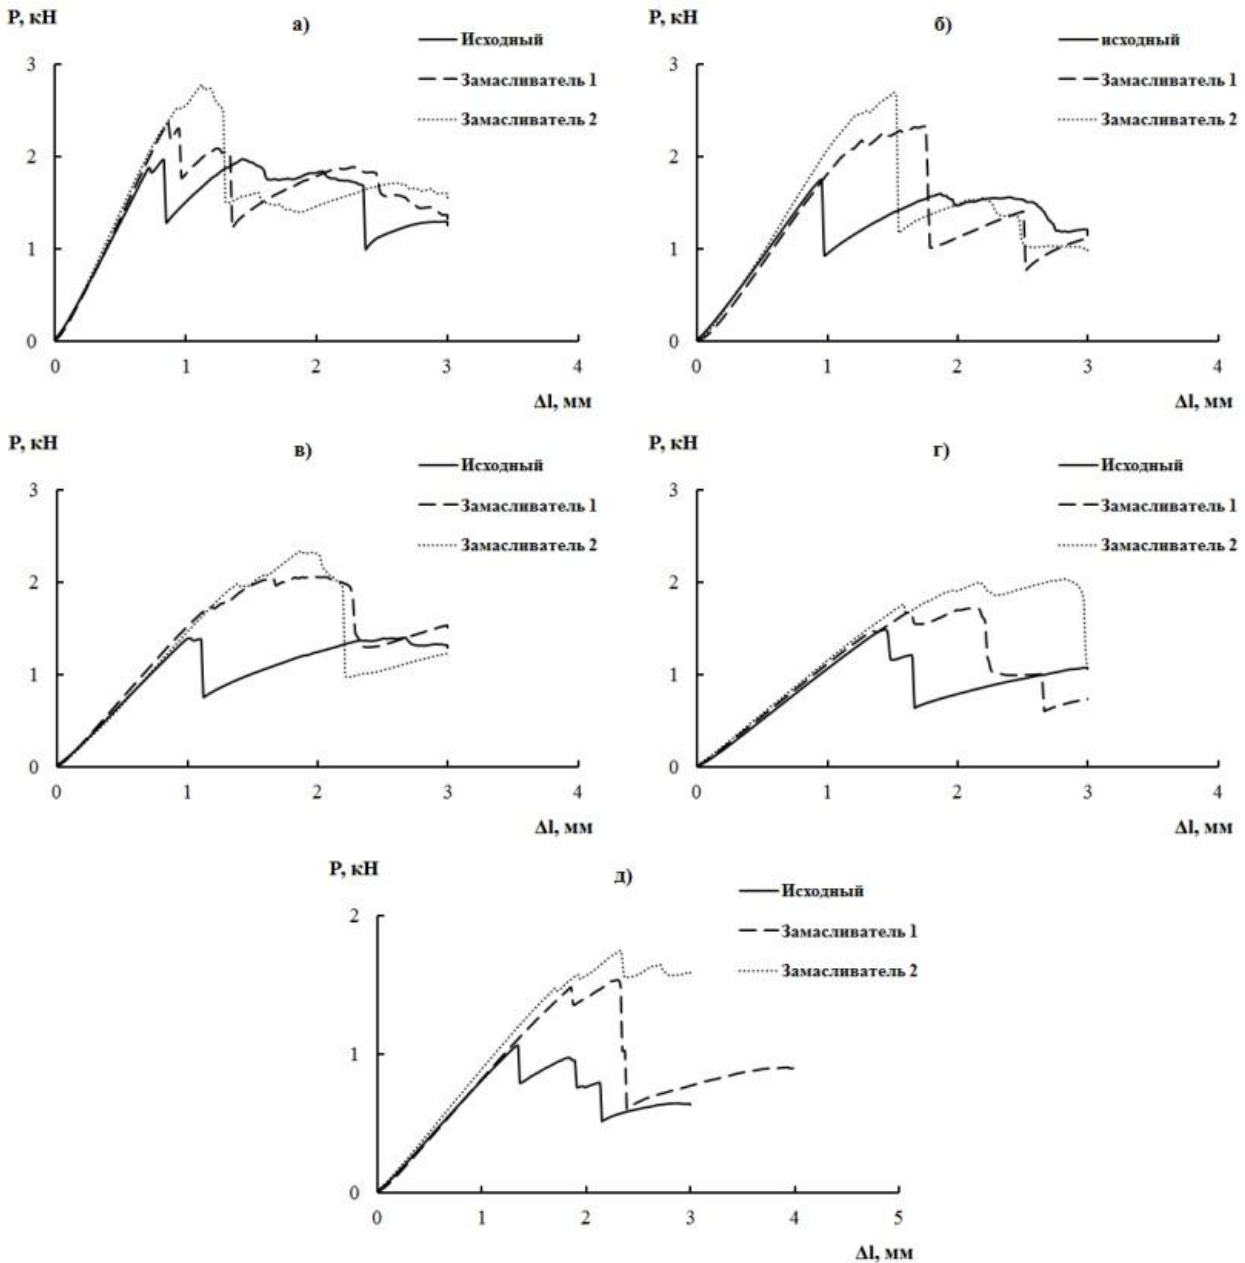 Р, кН
а)
Исходный
Замасливатель 1
Замасливатель 2
3
2
1
0
0 1 2 3 4
Δl, мм
Р, кН
б)
исходный
Замасливатель 1
Замасливатель 2
3
2
1
0
0 1 2 3 4
Δl, мм
Р, кН
в)
Исходный
Замасливатель 1
Замасливатель 2
3
2
1
0
0 1 2 3 4
Δl, мм
Р, кН
г)
Исходный
Замасливатель 1
Замасливатель 2
3
2
1
0
0 1 2 3 4
Δl, мм
Р, кН
д)
Исходный
Замасливатель 1
Замасливатель 2
2
1
0
0 1 2 3 4 5
Δl, мм